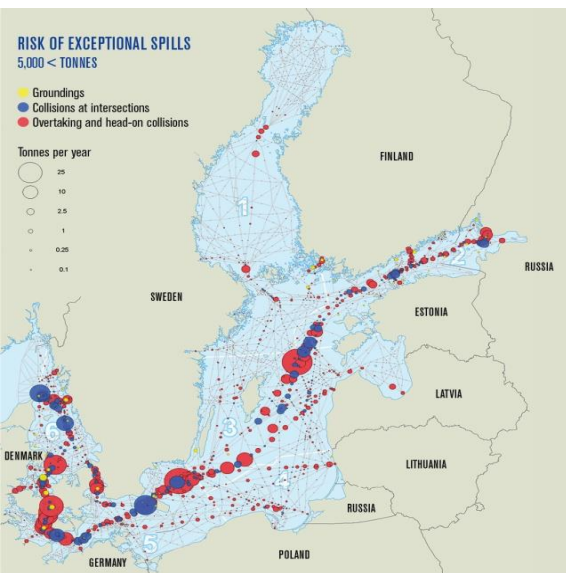 RISK OF EXCEPTIONAL SPILLS
5,000 < TONNES
Groundings
Collisions at intersections
Overtaking and head-on collisions
Tonnes per year
25
10
2.5
1
0.25
0.1
FINLAND
1
2
RUSSIA
SWEDEN
ESTONIA
LATVIA
3
6
DENMARK
LITHUANIA
4
RUSSIA
5
POLAND
GERMANY